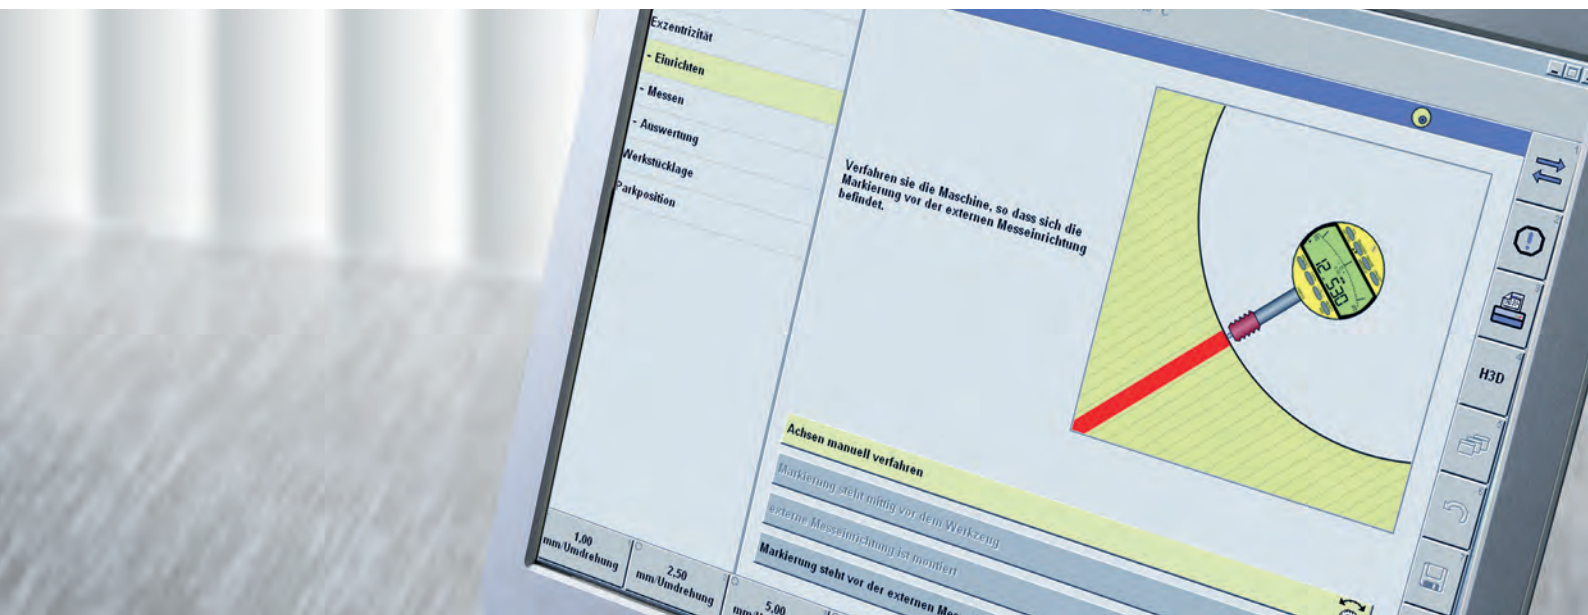 Exzentrizität
- Einrichten
- Messen
- Auswertung
Werkstücklage
Parkposition
Verfahren sie die Maschine, so dass sich die
Markierung vor der externen Messeinrichtung
befindet.
12.530
H3D
Achsen manuell verfahren
Markierung steht mittig vor dem Werkzeug
externe Messeinrichtung ist montiert
Markierung steht vor der externen
1,00
mm/Umdrehung
2,50
mm/Umdrehung
5,00